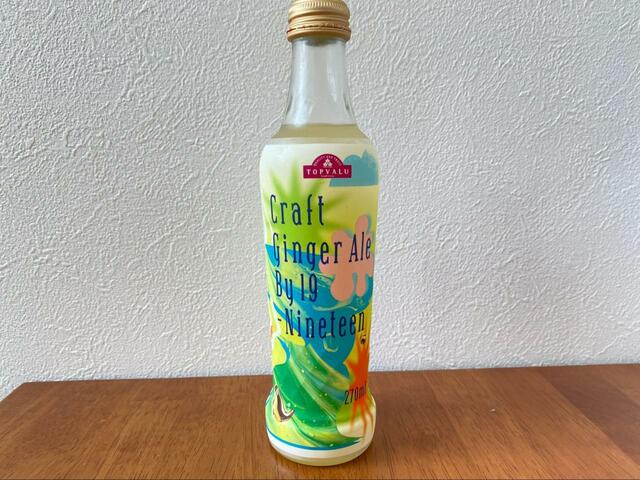 TOPVALU
Craft
Ginger Ale
By 19
-Nineteen
270ml